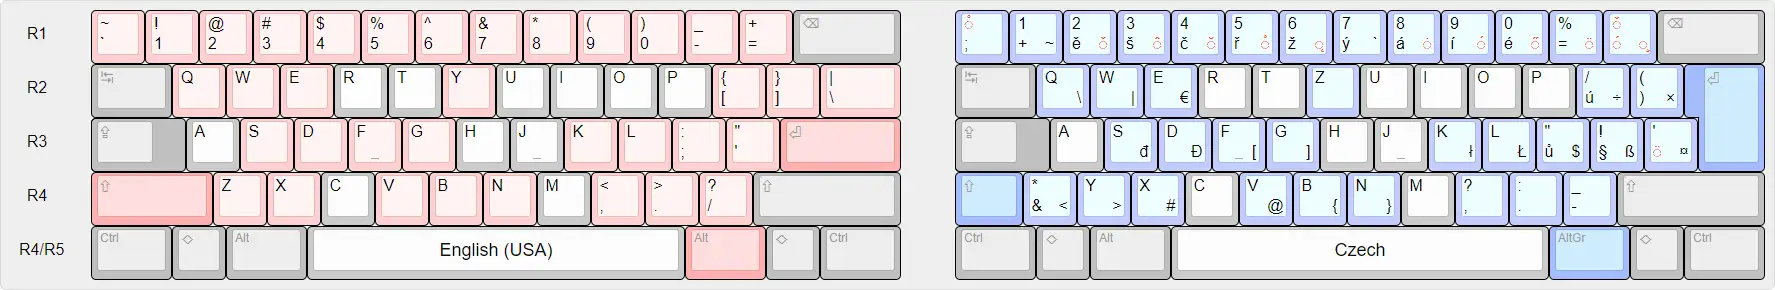 R1 ~ ! @ # $ % ^ & * ( ) _ + ⌫
` 1 2 3 4 5 6 7 8 9 0 - =
R2 ↹ Q W E R T Y U I O P { } |
[ ] \
R3 ⇪ A S D F G H J K L : " ⏎
_ _ ; '
R4 ⇧ Z X C V B N M < > ? ⇧
, . /
R4/R5 Ctrl ◇ Alt English (USA) Alt ◇ Ctrl
° 1 2 3 4 5 6 7 8 9 0 % ˇ ⌫
; + ~ ě ˇ š ^ č ˘ ř ° ž ˛ ý ` á ˙ í ´ é ˝ = ¨ ´ ¸
↹ Q W E R T Z U I O P / ( ⏎
\ | € ú ÷ ) ×
⇪ A S D F G H J K L " ! '
đ Đ _ [ ] _ ł Ł ů $ § ß ¨ ¤
⇧ * Y X C V B N M ? : _ ⇧
& < > # @ { } , . -
Ctrl ◇ Alt Czech AltGr ◇ Ctrl